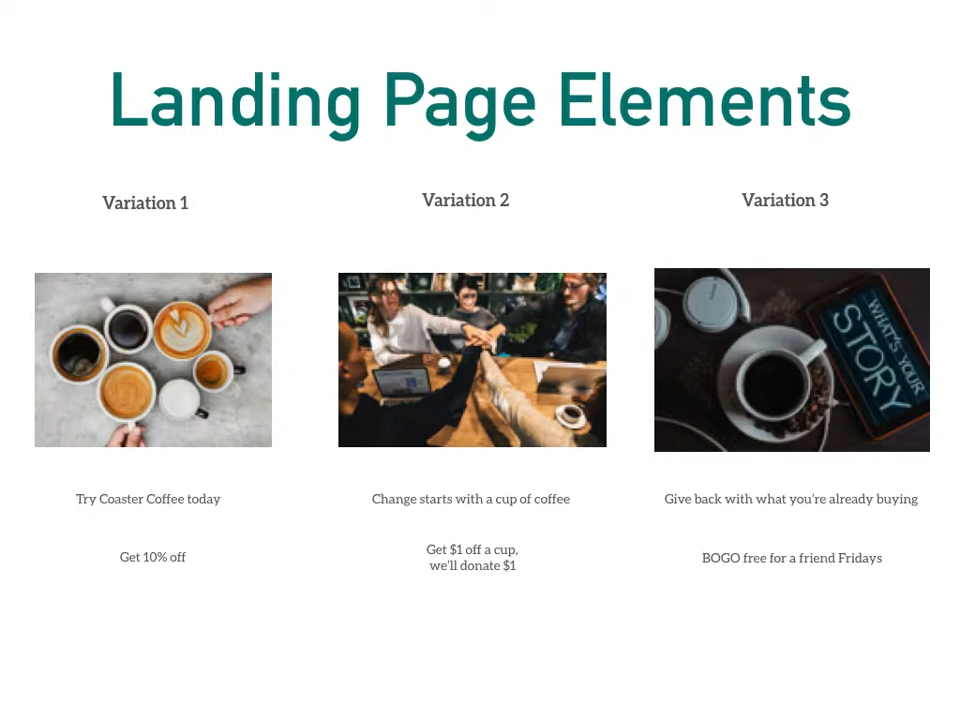 Landing Page Elements
Variation 1
Variation 2
Variation 3
WHAT'S YOUR
STORY
Try Coaster Coffee today
Change starts with a cup of coffee
Give back with what you're already buying
Get 10% off
Get $1 off a cup,
we'll donate $1
BOGO free for a friend Fridays